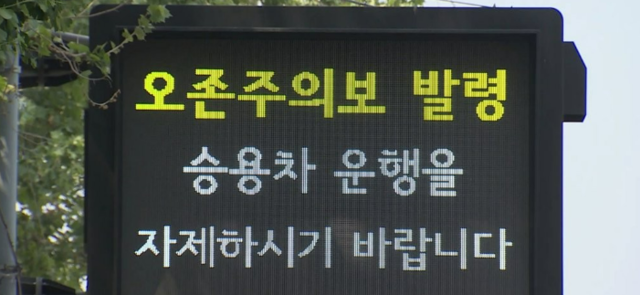 오존주의보 발령
승용차 운행을
자제하시기 바랍니다